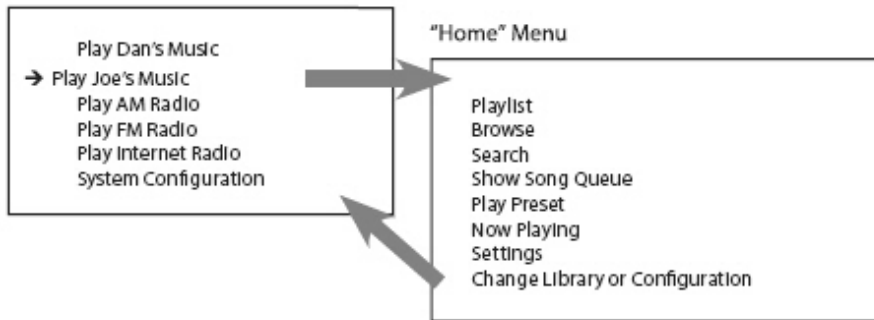 Play Dan's Music
➔ Play Joe's Music
Play AM Radio
Play FM Radio
Play Internet Radio
System Configuration
"Home" Menu
Playlist
Browse
Search
Show Song Queue
Play Preset
Now Playing
Settings
Change Library or Configuration